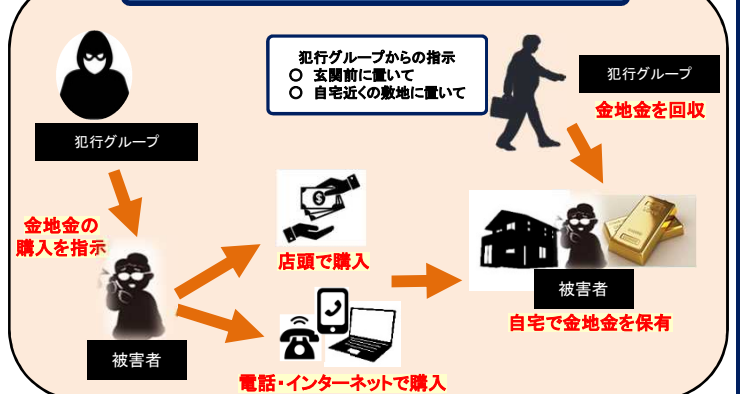 犯行グループからの指示
○ 玄関前に置いて
○ 自宅近くの敷地に置いて
犯行グループ
金地金を回収
犯行グループ
金地金の
購入を指示
店頭で購入
被害者
自宅で金地金を保有
被害者
電話・インターネットで購入